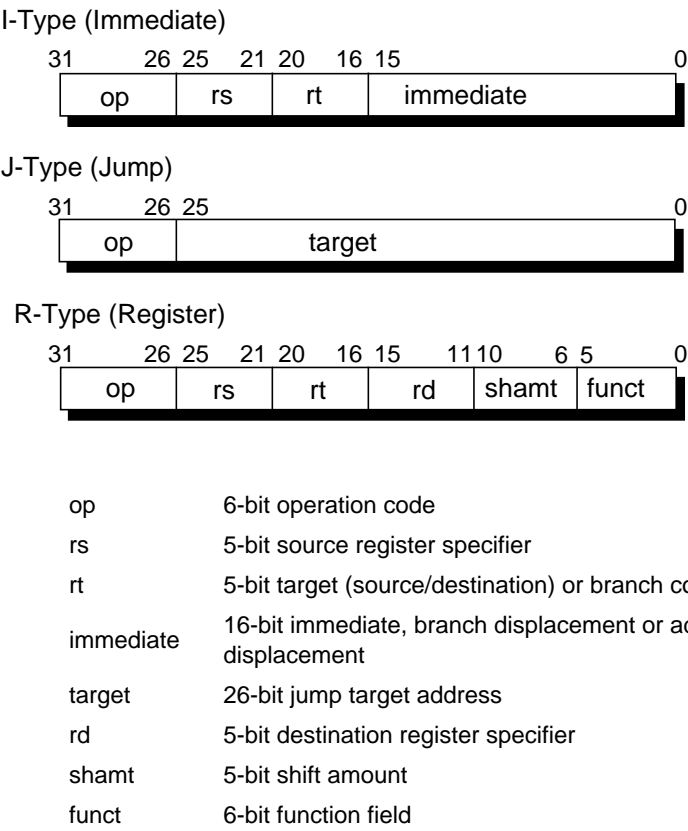 I-Type (Immediate)
31 26 25 21 20 16 15 0
op rs rt immediate
J-Type (Jump)
31 26 25 0
op target
R-Type (Register)
31 26 25 21 20 16 15 11 10 6 5 0
op rs rt rd shamt funct
op 6-bit operation code
rs 5-bit source register specifier
rt 5-bit target (source/destination) or branch
immediate 16-bit immediate, branch displacement or
displacement
target 26-bit jump target address
rd 5-bit destination register specifier
shamt 5-bit shift amount
funct 6-bit function field